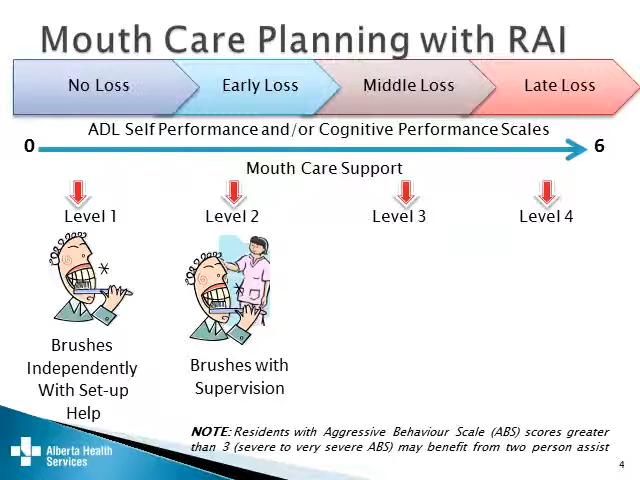 Mouth Care Planning with RAI
No Loss
Early Loss
Middle Loss
Late Loss
ADL Self Performance and/or Cognitive Performance Scales
0
6
Mouth Care Support
Level 1
Level 2
Level 3
Level 4
Brushes
Independently
With Set-up
Help
Brushes with
Supervision
NOTE: Residents with Aggressive Behaviour Scale (ABS) scores greater
than 3 (severe to very severe ABS) may benefit from two person assist
Alberta Health
Services
4